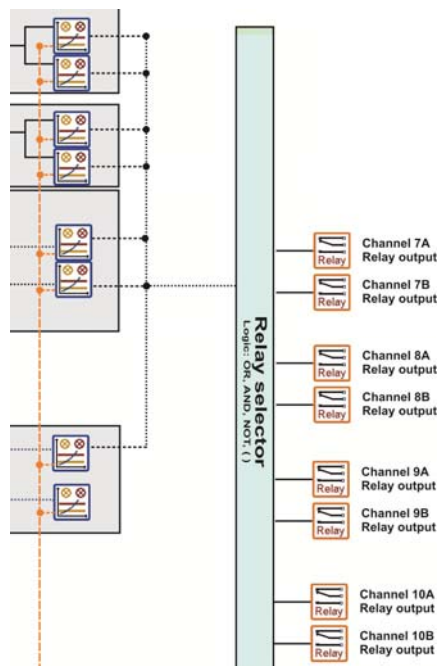 Relay selector
Logic: OR, AND, NOT, ( )
Relay
Channel 7A
Relay output
Relay
Channel 7B
Relay output
Relay
Channel 8A
Relay output
Relay
Channel 8B
Relay output
Relay
Channel 9A
Relay output
Relay
Channel 9B
Relay output
Relay
Channel 10A
Relay output
Relay
Channel 10B
Relay output